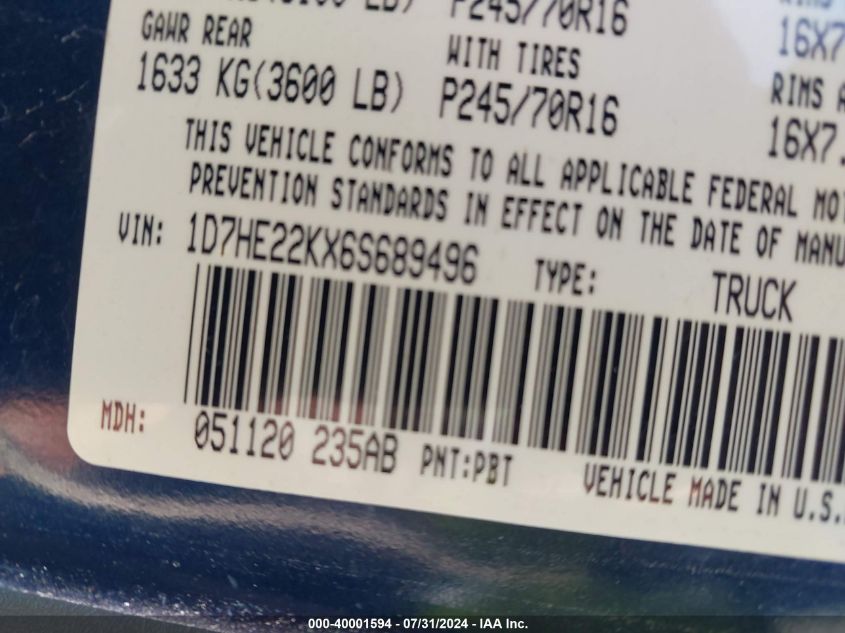 LB) P245/70R16
GAWR REAR WITH TIRES 16X7
1633 KG(3600 LB) P245/70R16 RIMS
16X7.
THIS VEHICLE CONFORMS TO ALL APPLICABLE FEDERAL
PREVENTION STANDARDS IN EFFECT ON THE DATE OF
VIN: 1D7HE22KX6S689496 TYPE: TRUCK
MDH: 051120 235AB PNT:PBT VEHICLE MADE IN U.S.
000-40001594 - 07/31/2024 - IAA Inc.